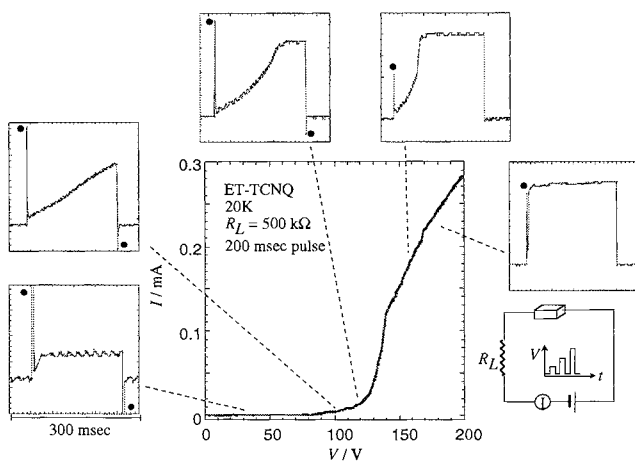 ET-TCNQ
20K
R_L = 500 kΩ
200 msec pulse
0.3
0.2
0.1
0
I / mA
0 50 100 150 200
V / V
300 msec
R_L
V
t
I